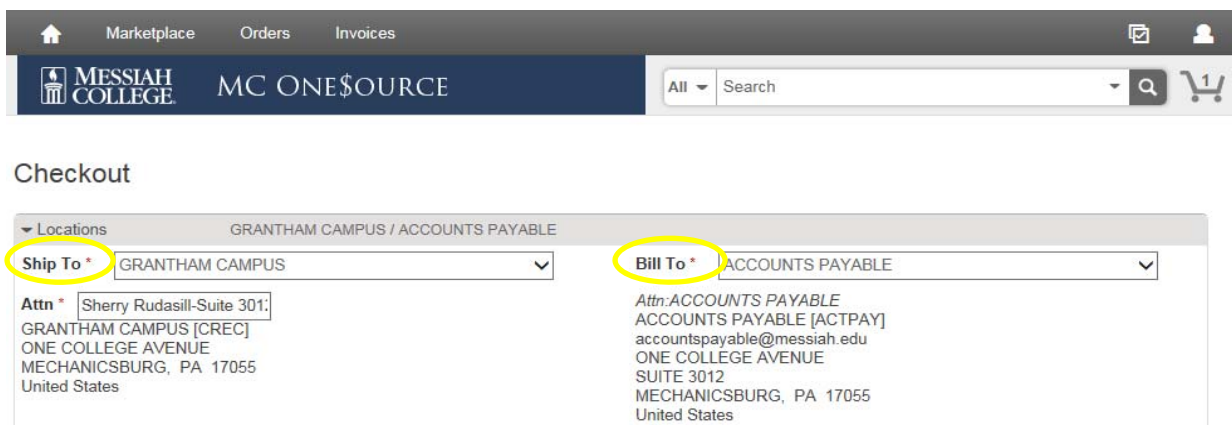 Marketplace Orders Invoices
MESSIAH COLLEGE. MC ONE$OURCE
All Search
1
Checkout
Locations GRANTHAM CAMPUS / ACCOUNTS PAYABLE
Ship To * GRANTHAM CAMPUS
Bill To * ACCOUNTS PAYABLE
Attn * Sherry Rudasill-Suite 301
GRANTHAM CAMPUS [CREC]
ONE COLLEGE AVENUE
MECHANICSBURG, PA 17055
United States
Attn:ACCOUNTS PAYABLE
ACCOUNTS PAYABLE [ACTPAY]
accountspayable@messiah.edu
ONE COLLEGE AVENUE
SUITE 3012
MECHANICSBURG, PA 17055
United States